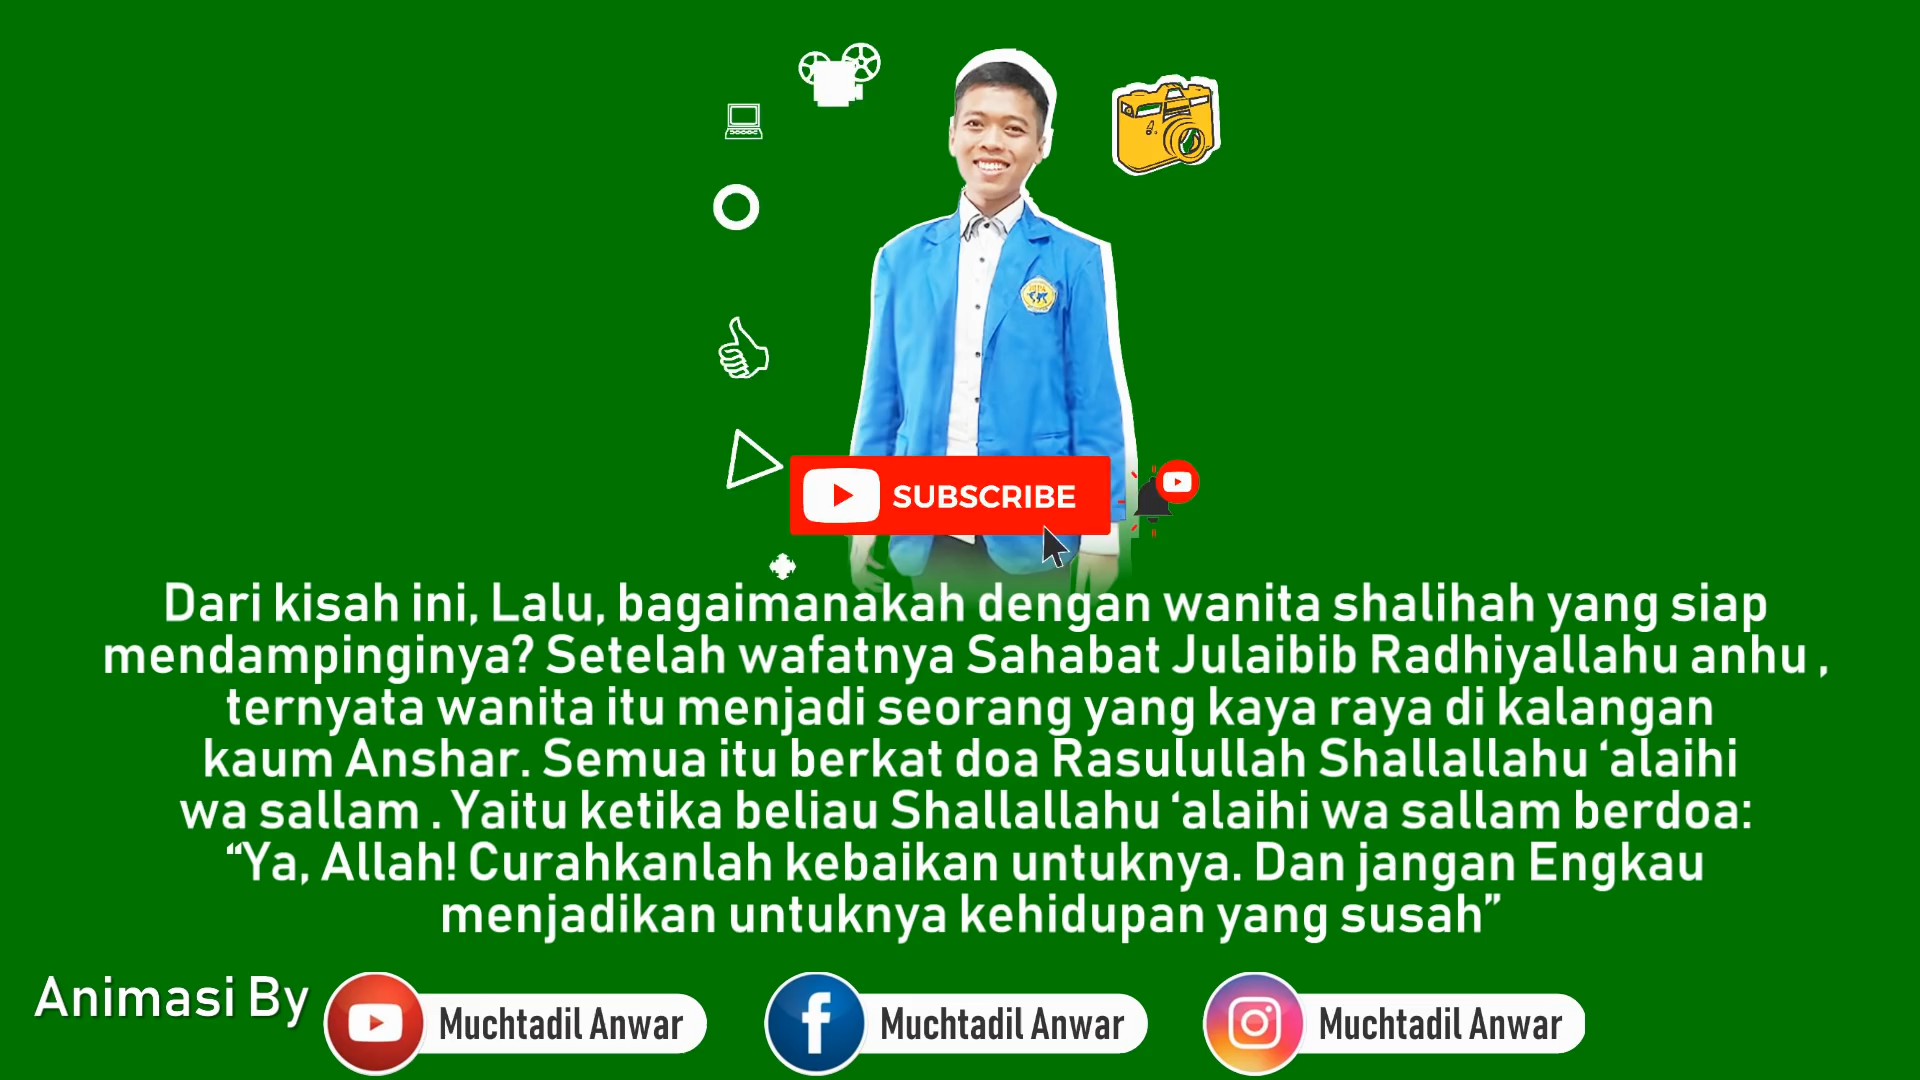 SUBSCRIBE
Dari kisah ini, Lalu, bagaimanakah dengan wanita shalihah yang siap
mendampinginya? Setelah wafatnya Sahabat Julaibib Radhiyallahu anhu ,
ternyata wanita itu menjadi seorang yang kaya raya di kalangan
kaum Anshar. Semua itu berkat doa Rasulullah Shallallahu ‘alaihi
wa sallam . Yaitu ketika beliau Shallallahu ‘alaihi wa sallam berdoa:
“Ya, Allah! Curahkanlah kebaikan untuknya. Dan jangan Engkau
menjadikan untuknya kehidupan yang susah”
Animasi By
Muchtadil Anwar
Muchtadil Anwar
Muchtadil Anwar